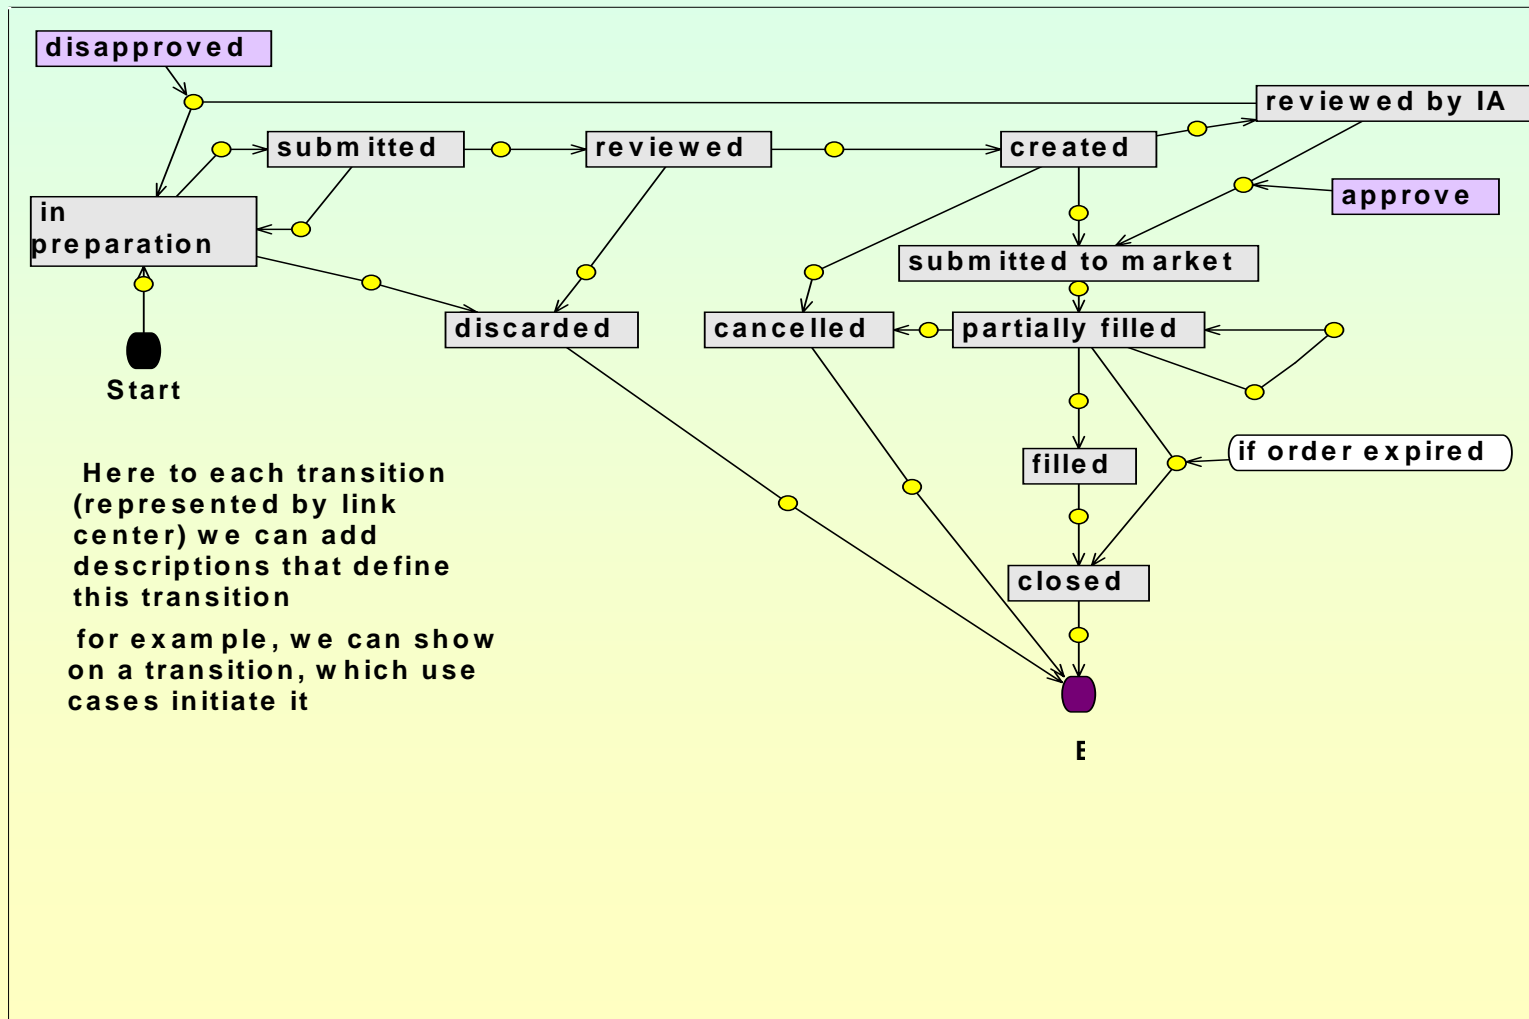 disapproved
reviewed by IA
submitted
reviewed
created
approve
in
preparation
submitted to market
discarded
cancelled
partially filled
Start
if order expired
filled
Here to each transition
(represented by link
center) we can add
descriptions that define
this transition
closed
for example, we can show
on a transition, which use
cases initiate it
E